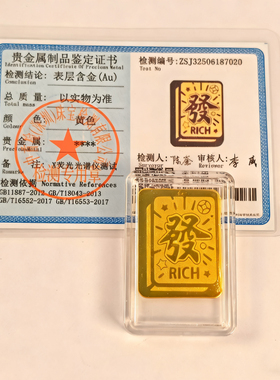 贵金属制品鉴定证书
Identification Certificate Of Precious Metal
检测结论: 表层含金(Au)
Conclusion
总 质 量: 以实物为准
Total mass
颜 色: 黄色
Colour
贵 金 属: ****
Precious
备 注: X荧光光谱仪测试
检测依据 Normative References
GB11887-2012 GB/T18043-2013
GB/T16552-2017 GB/T16553-2017
检测编号: ZSJ32506187020
Test No
發
RICH
检测人: 审核人:
Reviewer
發
RICH